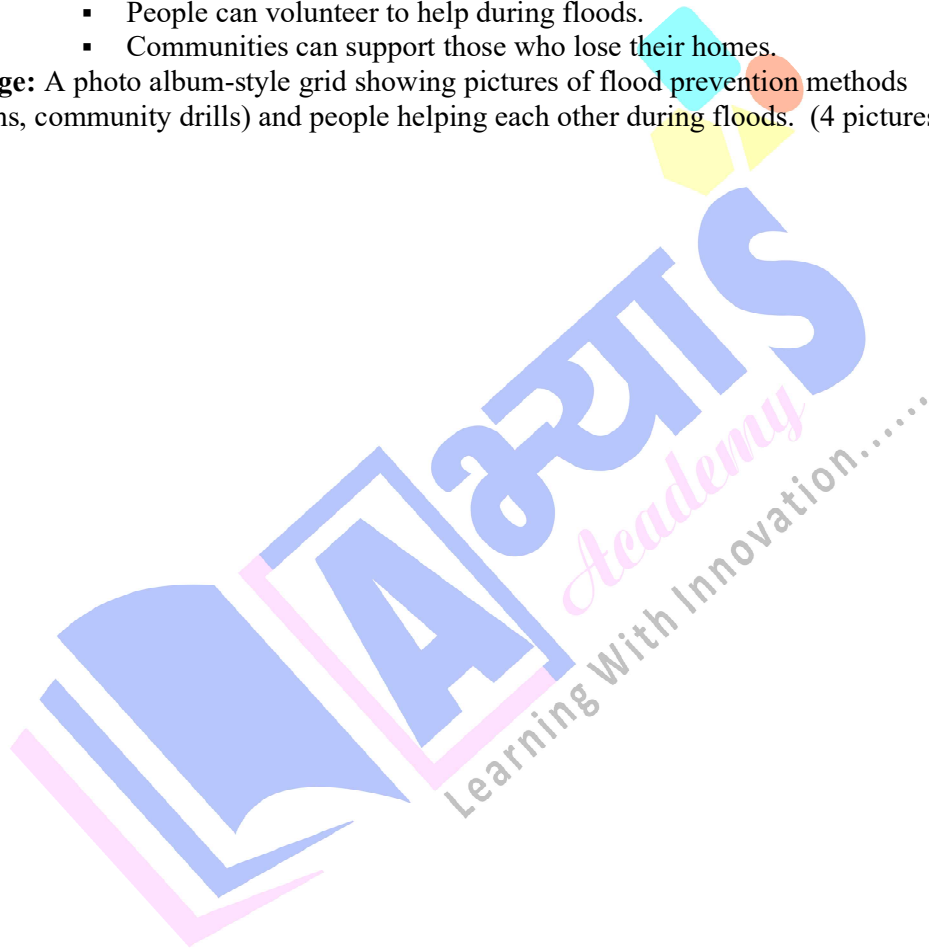 ▪ People can volunteer to help during floods.
▪ Communities can support those who lose their homes.
ge: A photo album-style grid showing pictures of flood prevention methods
ns, community drills) and people helping each other during floods. (4 pictures
A भ्यास
Academy
Learning With Innovation......